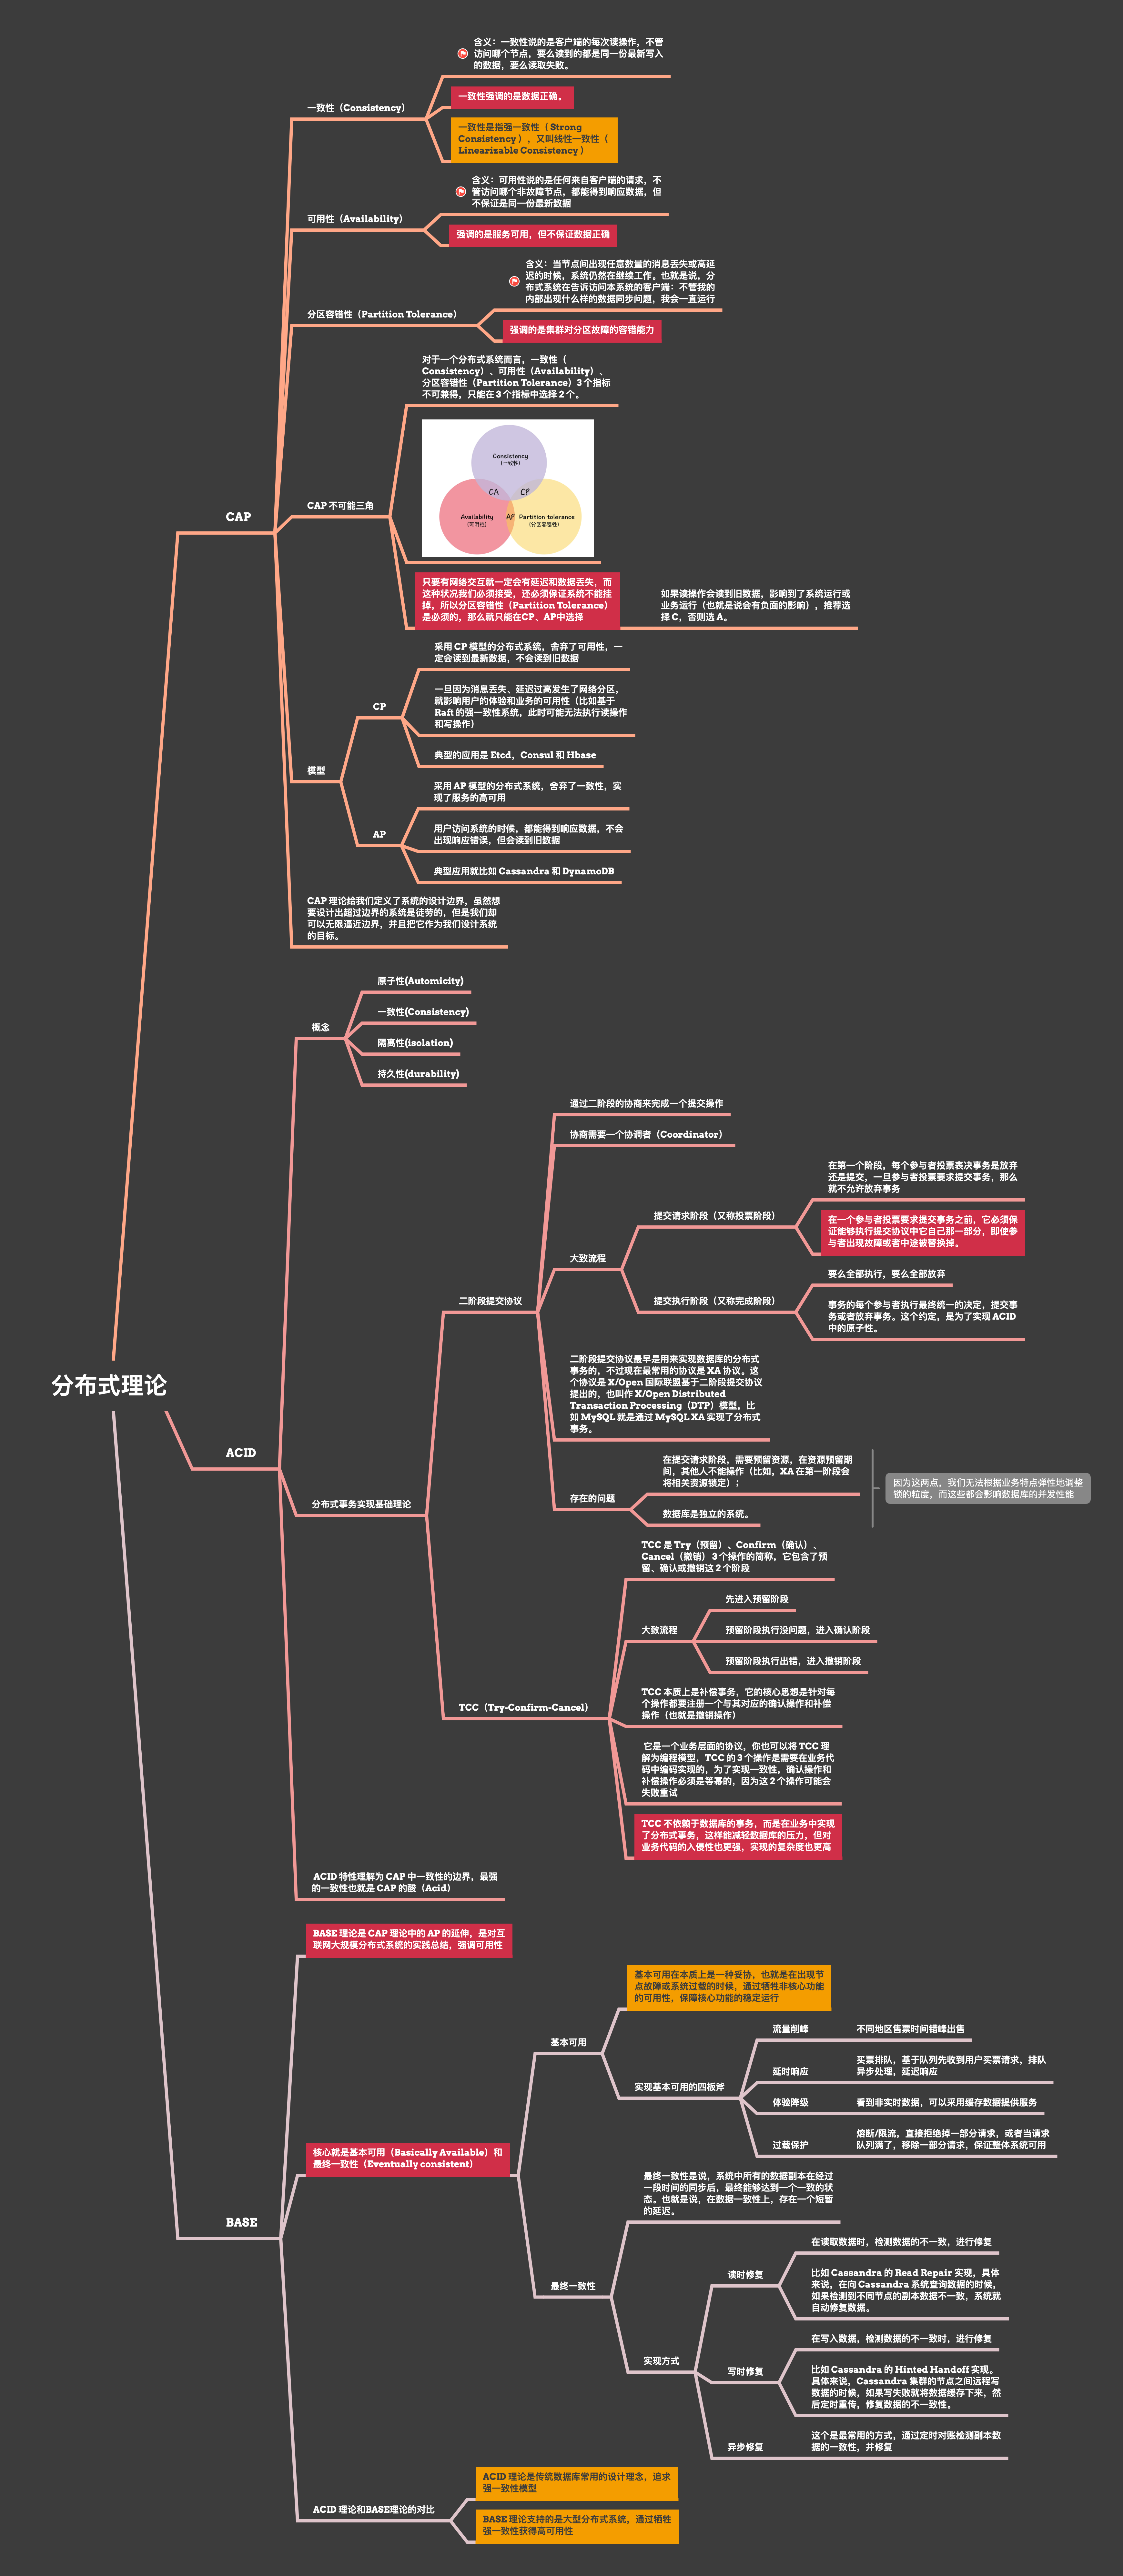 含义：一致性说的是客户端的每次读操作，不管
访问哪个节点，要么读到的都是同一份最新写入
的数据，要么读取失败。
一致性（Consistency）
一致性强调的是数据正确。
一致性是指强一致性（ Strong
Consistency ），又叫线性一致性（
Linearizable Consistency ）
含义：可用性说的是任何来自客户端的请求，不
管访问哪个非故障节点，都能得到响应数据，但
不保证是同一份最新数据
可用性（Availability）
强调的是服务可用，但不保证数据正确
含义：当节点间出现任意数量的消息丢失或高延
迟的时候，系统仍然在继续工作。也就是说，分
布式系统在告诉访问本系统的客户端：不管我的
内部出现什么样的数据同步问题，我会一直运行
分区容错性（Partition Tolerance）
强调的是集群对分区故障的容错能力
对于一个分布式系统而言，一致性（
Consistency）、可用性（Availability）、
分区容错性（Partition Tolerance）3 个指标
不可兼得，只能在 3 个指标中选择 2 个。
Consistency
(一致性)
CA
CP
Availability
(可用性)
AP
Partition tolerance
(分区容错性)
CAP 不可能三角
CAP
只要有网络交互就一定会有延迟和数据丢失，而
这种状况我们必须接受，还必须保证系统不能挂
掉，所以分区容错性（Partition Tolerance）
是必须的，那么就只能在CP、AP中选择
如果读操作会读到旧数据，影响到了系统运行或
业务运行（也就是说会有负面的影响），推荐选
择 C，否则选 A。
采用 CP 模型的分布式系统，舍弃了可用性，一
定会读到最新数据，不会读到旧数据
一旦因为消息丢失、延迟过高发生了网络分区，
就影响用户的体验和业务的可用性（比如基于
Raft 的强一致性系统，此时可能无法执行读操作
和写操作）
CP
典型的应用是 Etcd，Consul 和 Hbase
模型
采用 AP 模型的分布式系统，舍弃了一致性，实
现了服务的高可用
用户访问系统的时候，都能得到响应数据，不会
出现响应错误，但会读到旧数据
AP
典型应用就比如 Cassandra 和 DynamoDB
CAP 理论给我们定义了系统的设计边界，虽然想
要设计出超过边界的系统是徒劳的，但是我们却
可以无限逼近边界，并且把它作为我们设计系统
的目标。
原子性(Automicity)
一致性(Consistency)
概念
隔离性(isolation)
持久性(durability)
通过二阶段的协商来完成一个提交操作
协商需要一个协调者（Coordinator）
在第一个阶段，每个参与者投票表决事务是放弃
还是提交，一旦参与者投票要求提交事务，那么
就不允许放弃事务
提交请求阶段（又称投票阶段）
在一个参与者投票要求提交事务之前，它必须保
证能够执行提交协议中它自己那一部分，即使参
与者出现故障或者中途被替换掉。
大致流程
要么全部执行，要么全部放弃
提交执行阶段（又称完成阶段）
事务的每个参与者执行最终统一的决定，提交事
务或者放弃事务。这个约定，是为了实现 ACID
中的原子性。
二阶段提交协议
二阶段提交协议最早是用来实现数据库的分布式
事务的，不过现在最常用的协议是 XA 协议。这
个协议是 X/Open 国际联盟基于二阶段提交协议
提出的，也叫作 X/Open Distributed
Transaction Processing（DTP）模型，比
如 MySQL 就是通过 MySQL XA 实现了分布式
事务。
分布式理论
ACID
在提交请求阶段，需要预留资源，在资源预留期
间，其他人不能操作（比如，XA 在第一阶段会
将相关资源锁定）；
存在的问题
数据库是独立的系统。
因为这两点，我们无法根据业务特点弹性地调整
锁的粒度，而这些都会影响数据库的并发性能
分布式事务实现基础理论
TCC 是 Try（预留）、Confirm（确认）、
Cancel（撤销） 3 个操作的简称，它包含了预
留、确认或撤销这 2 个阶段
先进入预留阶段
大致流程
预留阶段执行没问题，进入确认阶段
预留阶段执行出错，进入撤销阶段
TCC（Try-Confirm-Cancel）
TCC 本质上是补偿事务，它的核心思想是针对每
个操作都要注册一个与其对应的确认操作和补偿
操作（也就是撤销操作）
它是一个业务层面的协议，你也可以将 TCC 理
解为编程模型，TCC 的 3 个操作是需要在业务代
码中编码实现的，为了实现一致性，确认操作和
补偿操作必须是等幂的，因为这 2 个操作可能会
失败重试
TCC 不依赖于数据库的事务，而是在业务中实现
了分布式事务，这样能减轻数据库的压力，但对
业务代码的入侵性也更强，实现的复杂度也更高
ACID 特性理解为 CAP 中一致性的边界，最强
的一致性也就是 CAP 的酸（Acid）
BASE 理论是 CAP 理论中的 AP 的延伸，是对互
联网大规模分布式系统的实践总结，强调可用性
基本可用在本质上是一种妥协，也就是在出现节
点故障或系统过载的时候，通过牺牲非核心功能
的可用性，保障核心功能的稳定运行
基本可用
流量削峰
不同地区售票时间错峰出售
实现基本可用的四板斧
延时响应
买票排队，基于队列先收到用户买票请求，排队
异步处理，延迟响应
体验降级
看到非实时数据，可以采用缓存数据提供服务
过载保护
熔断/限流，直接拒绝掉一部分请求，或者当请求
队列满了，移除一部分请求，保证整体系统可用
核心就是基本可用（Basically Available）和
最终一致性（Eventually consistent）
BASE
最终一致性是说，系统中所有的数据副本在经过
一段时间的同步后，最终能够达到一个一致的状
态。也就是说，在数据一致性上，存在一个短暂
的延迟。
最终一致性
在读取数据时，检测数据的不一致，进行修复
读时修复
比如 Cassandra 的 Read Repair 实现，具体
来说，在向 Cassandra 系统查询数据的时候，
如果检测到不同节点的副本数据不一致，系统就
自动修复数据。
实现方式
在写入数据，检测数据的不一致时，进行修复
写时修复
比如 Cassandra 的 Hinted Handoff 实现。
具体来说，Cassandra 集群的节点之间远程写
数据的时候，如果写失败就将数据缓存下来，然
后定时重传，修复数据的不一致性。
异步修复
这个是最常用的方式，通过定时对账检测副本数
据的一致性，并修复
ACID 理论和BASE理论的对比
ACID 理论是传统数据库常用的设计理念，追求
强一致性模型
BASE 理论支持的是大型分布式系统，通过牺牲
强一致性获得高可用性